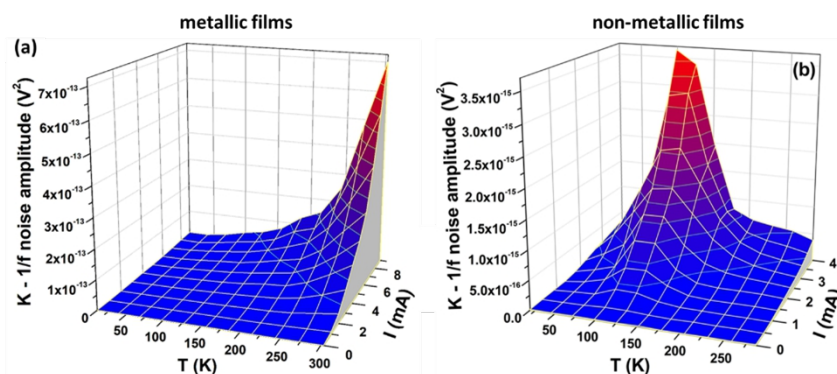 metallic films
non-metallic films
(a)
(b)
K - 1/f noise amplitude (V²)
7x10⁻¹³
6x10⁻¹³
5x10⁻¹³
4x10⁻¹³
3x10⁻¹³
2x10⁻¹³
1x10⁻¹³
0
50
100
150
200
250
300
T (K)
0
2
4
6
8
I (mA)
K - 1/f noise amplitude (V²)
3.5x10⁻¹⁵
3.0x10⁻¹⁵
2.5x10⁻¹⁵
2.0x10⁻¹⁵
1.5x10⁻¹⁵
1.0x10⁻¹⁵
5.0x10⁻¹⁶
0.0
50
100
150
200
250
T (K)
0
1
2
3
4
I (mA)